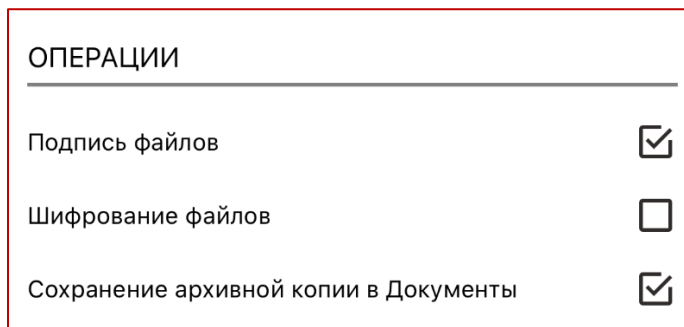 ОПЕРАЦИИ
Подпись файлов
Шифрование файлов
Сохранение архивной копии в Документы